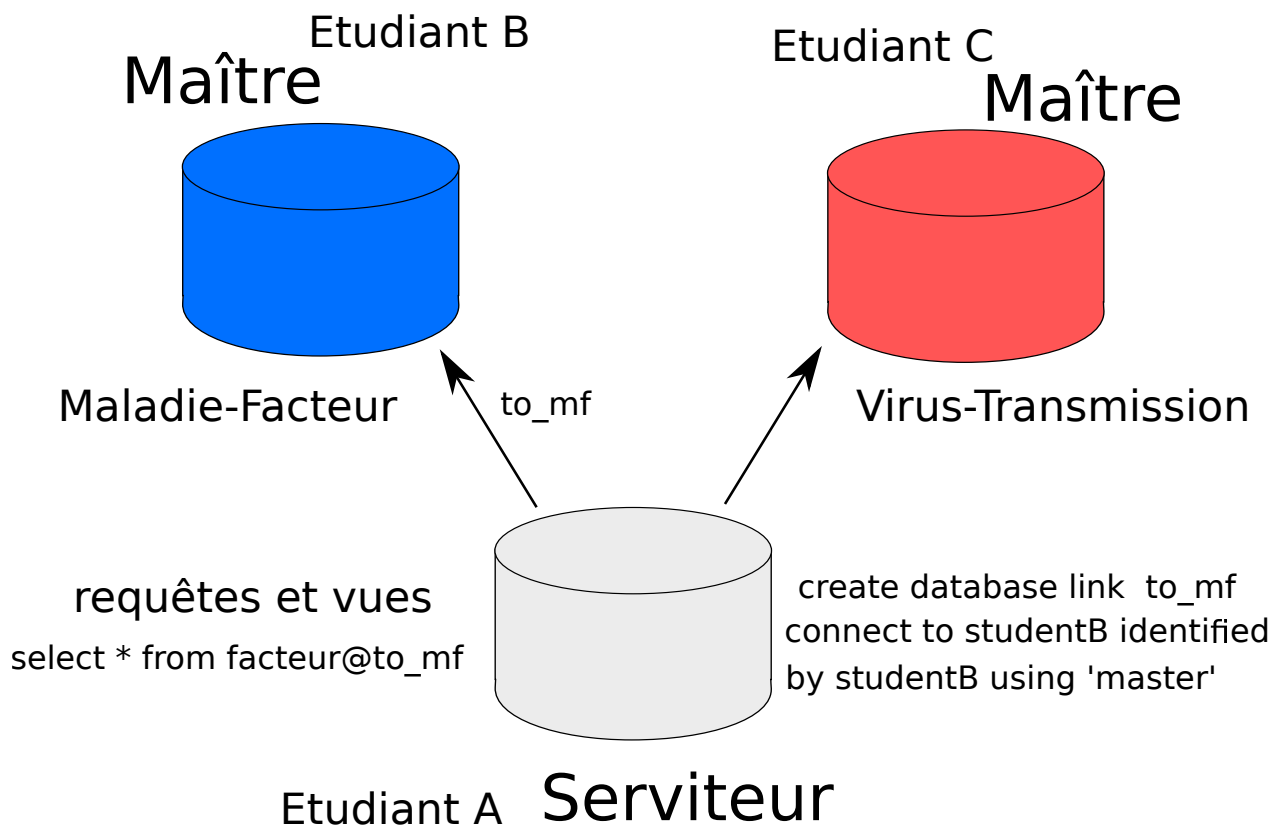 Etudiant B
Maître
Etudiant C
Maître
Maladie-Facteur
to_mf
Virus-Transmission
requêtes et vues
select * from facteur@to_mf
create database link  to_mf
connect to studentB identified
by studentB using 'master'
Etudiant A
Serviteur